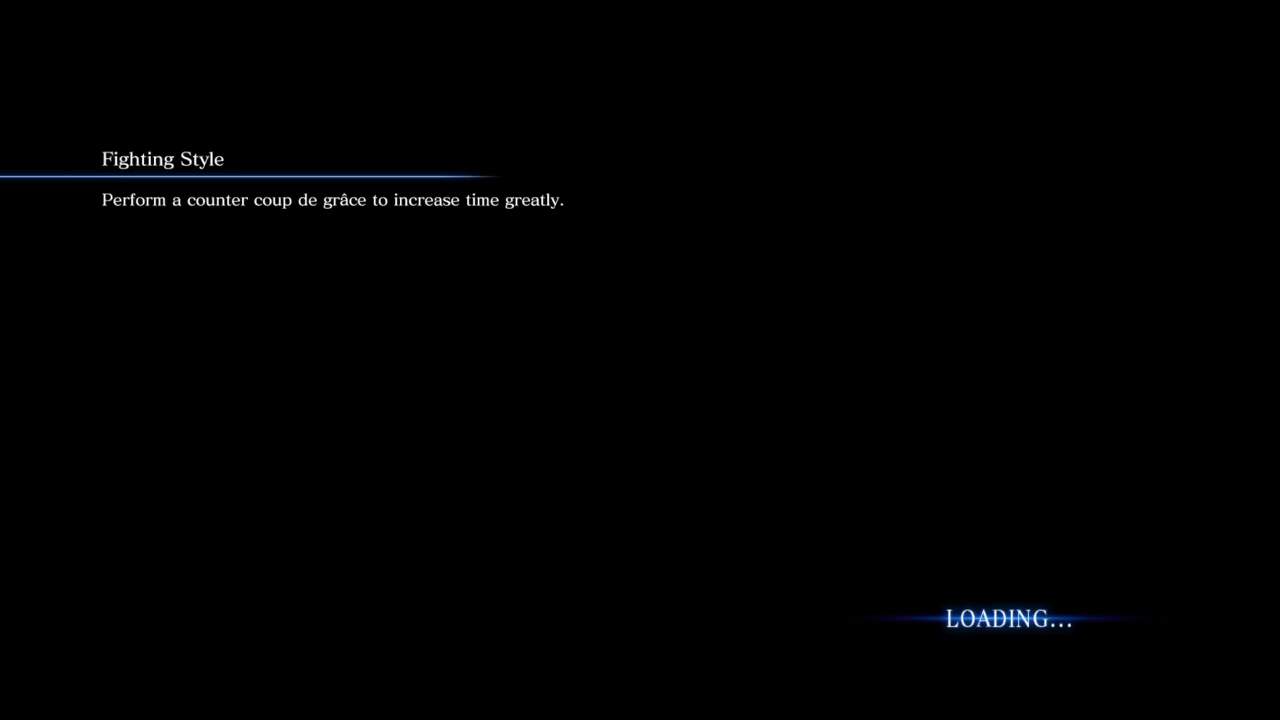 Fighting Style
Perform a counter coup de grâce to increase time greatly.
LOADING...